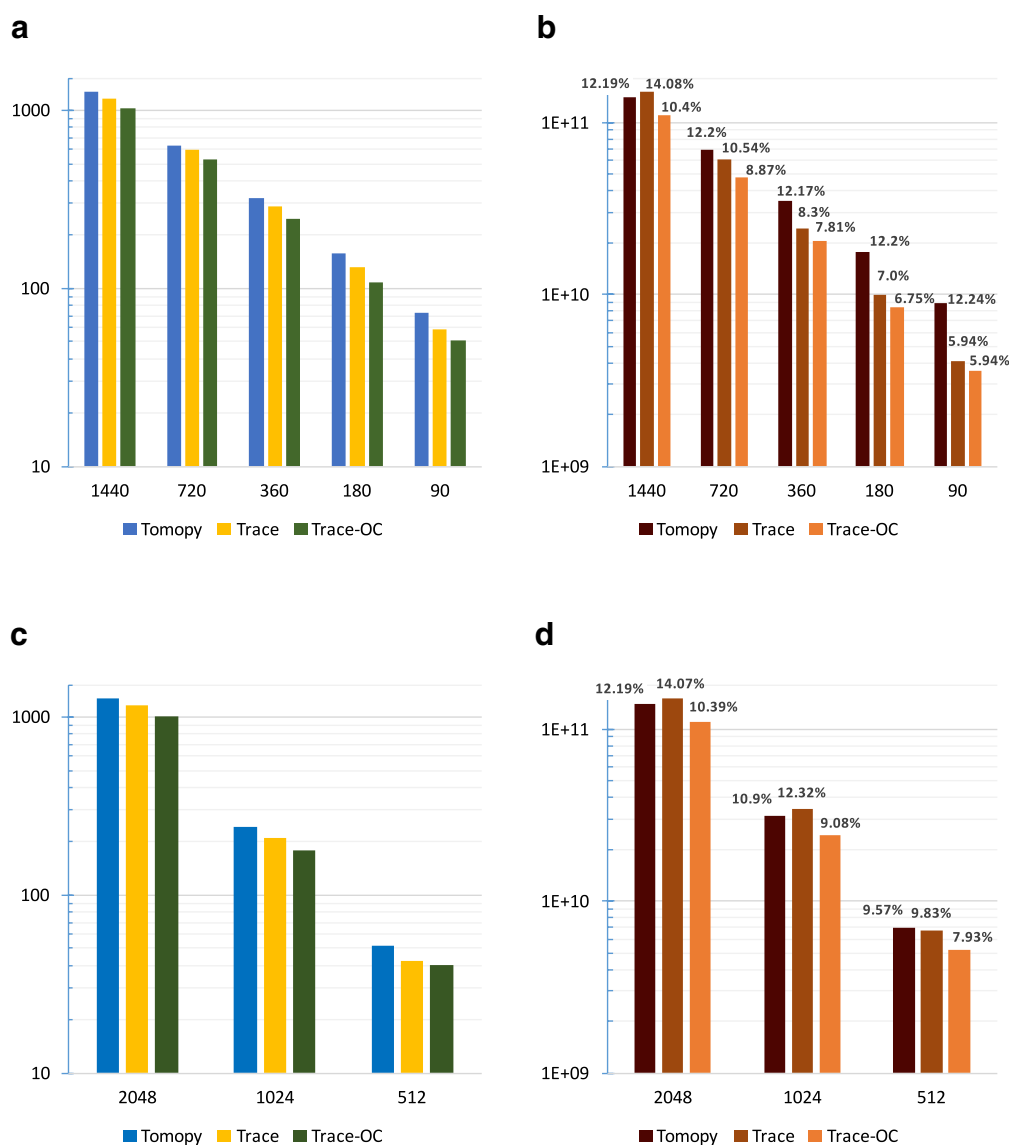 a
1000
100
10
1440 720 360 180 90
Tomopy Trace Trace-OC
b
12.19% 14.08%
10.4%
1E+11
12.2%
10.54%
8.87%
12.17%
8.3%
7.81%
12.2%
7.0%
1E+10
6.75% 12.24%
5.94%
5.94%
1E+09
1440 720 360 180 90
Tomopy Trace Trace-OC
c
1000
100
10
2048 1024 512
Tomopy Trace Trace-OC
d
12.19% 14.07%
10.39%
1E+11
10.9% 12.32%
9.08%
1E+10
9.57% 9.83%
7.93%
1E+09
2048 1024 512
Tomopy Trace Trace-OC